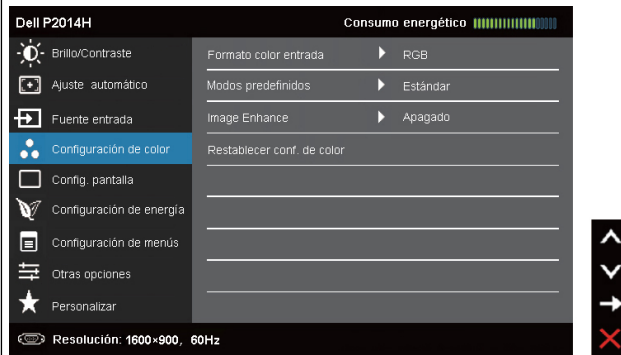 Dell P2014H Consumo energético
Brillo/Contraste
Ajuste automático
Fuente entrada
Configuración de color
Config. pantalla
Configuración de energía
Configuración de menús
Otras opciones
Personalizar
Formato color entrada RGB
Modos predefinidos Estándar
Image Enhance Apagado
Restablecer conf. de color
Resolución: 1600×900, 60Hz